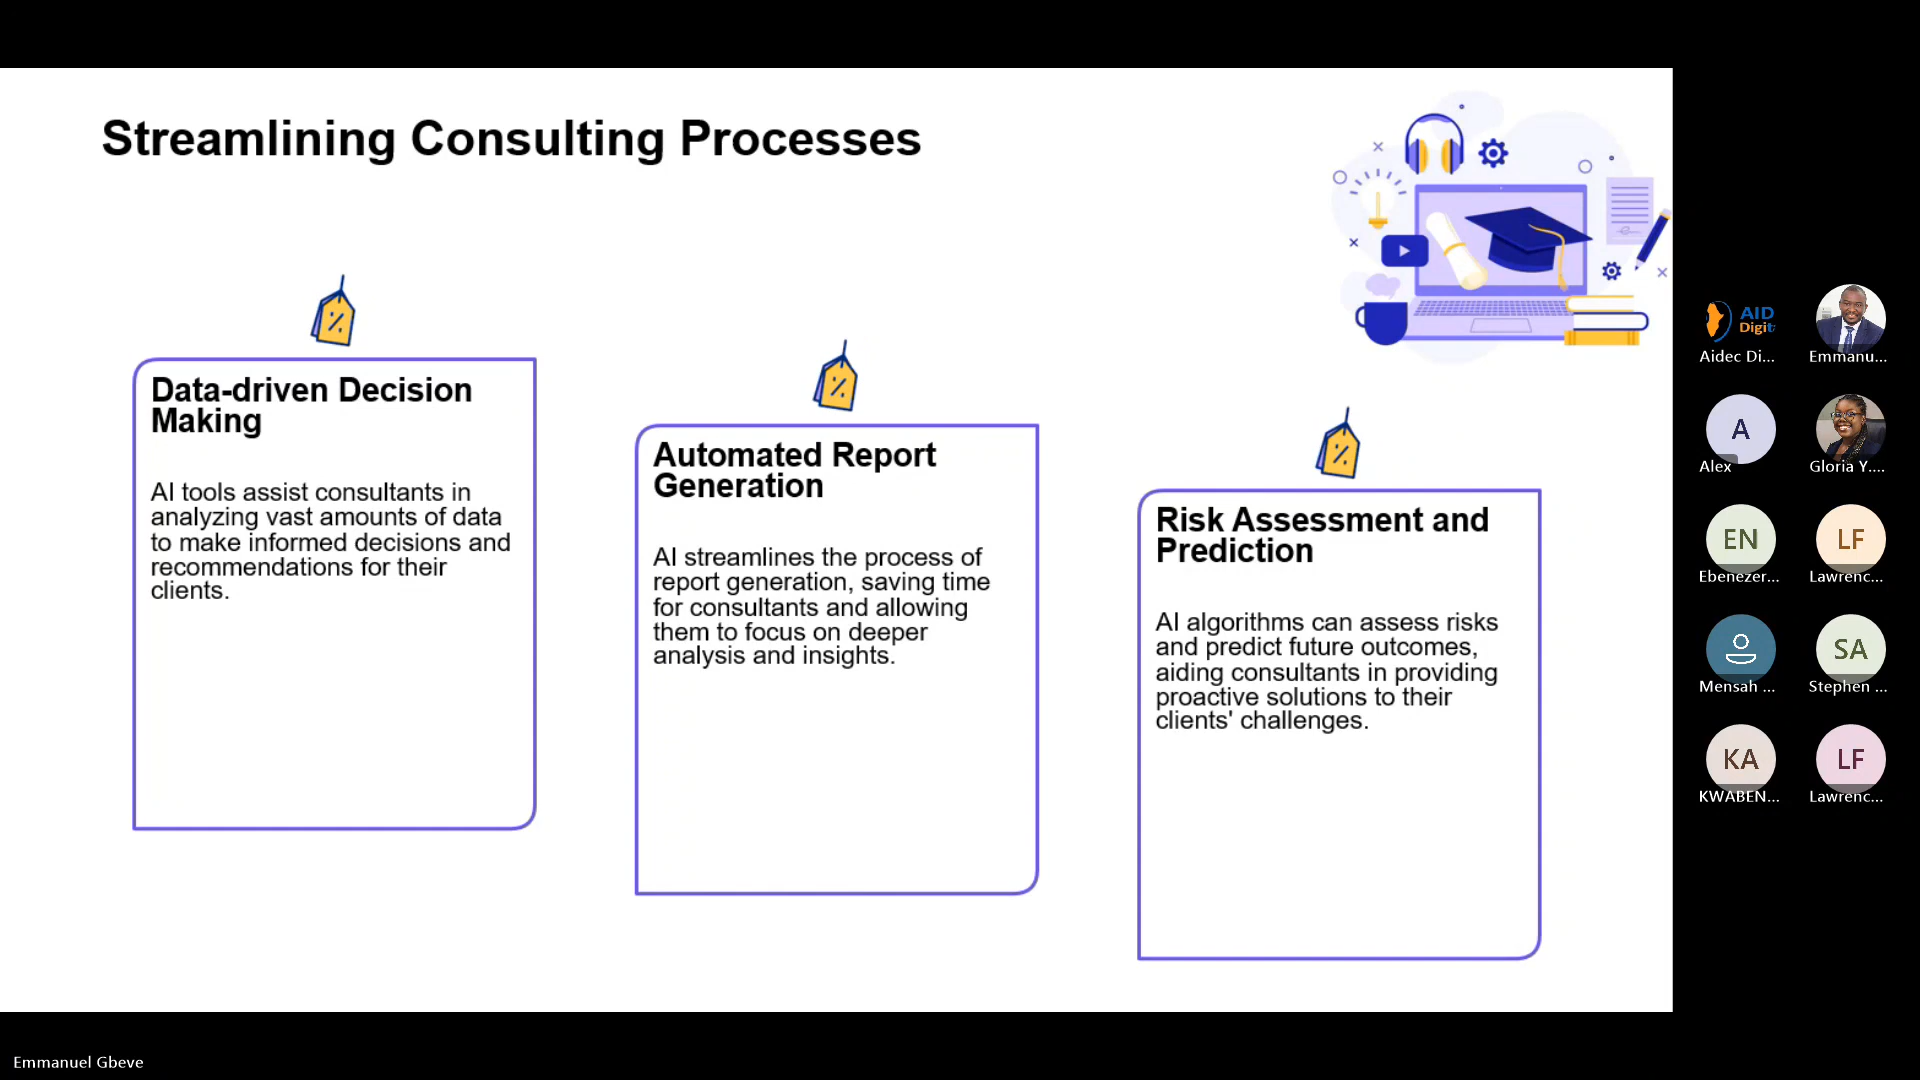 Streamlining Consulting Processes
Data-driven Decision
Making
AI tools assist consultants in
analyzing vast amounts of data
to make informed decisions and
recommendations for their
clients.
Automated Report
Generation
AI streamlines the process of
report generation, saving time
for consultants and allowing
them to focus on deeper
analysis and insights.
Risk Assessment and
Prediction
AI algorithms can assess risks
and predict future outcomes,
aiding consultants in providing
proactive solutions to their
clients' challenges.
AID
Digit
Aidec Di...
Emmanu...
A
Alex
Gloria Y....
EN
Ebenezer...
LF
Lawrenc...
Mensah ...
SA
Stephen ...
KA
KWABEN...
LF
Lawrenc...
Emmanuel Gbeve